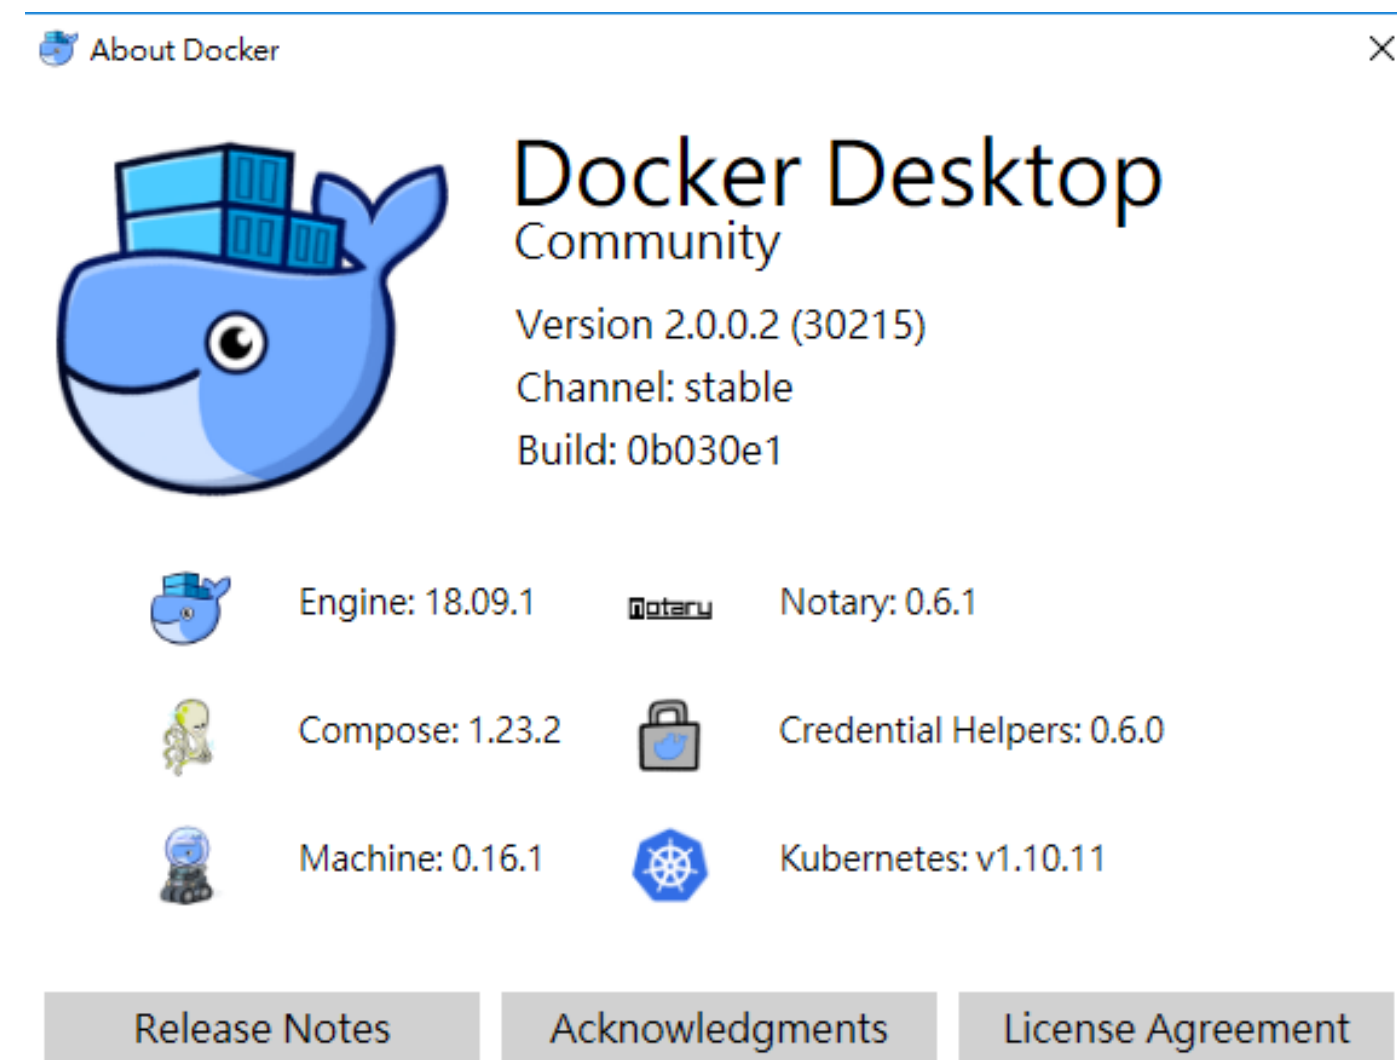 About Docker
Docker Desktop
Community
Version 2.0.0.2 (30215)
Channel: stable
Build: 0b030e1
Engine: 18.09.1
notary
Notary: 0.6.1
Compose: 1.23.2
Credential Helpers: 0.6.0
Machine: 0.16.1
Kubernetes: v1.10.11
Release Notes
Acknowledgments
License Agreement